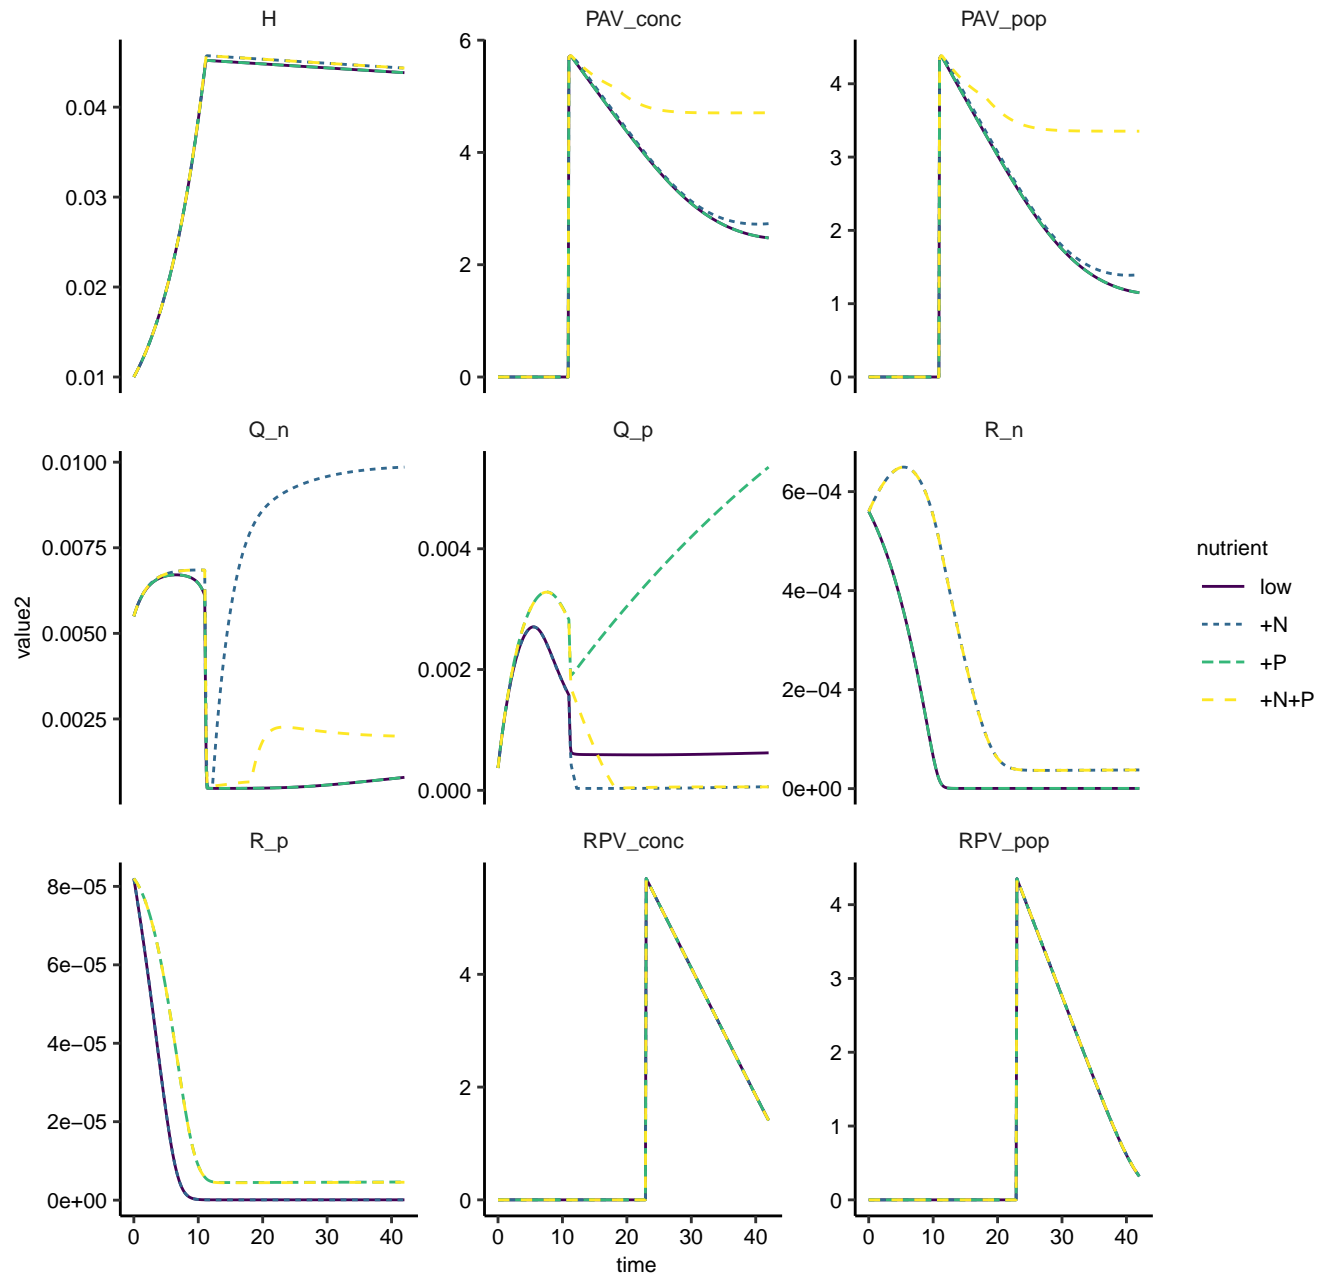 H
PAV_conc
PAV_pop
0.04
0.03
0.02
0.01
6
4
2
0
4
3
2
1
0
Q_n
Q_p
R_n
0.0100
0.0075
0.0050
0.0025
0.004
0.002
0.000
6e−04
4e−04
2e−04
0e+00
value2
nutrient
low
+N
+P
+N+P
R_p
RPV_conc
RPV_pop
8e−05
6e−05
4e−05
2e−05
0e+00
4
2
0
4
3
2
1
0
0 10 20 30 40
0 10 20 30 40
0 10 20 30 40
time